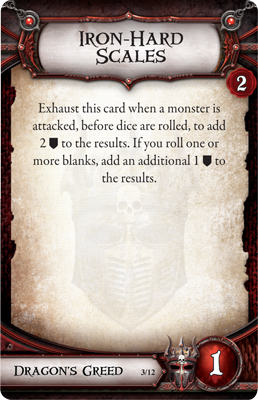 IRON-HARD
SCALES
2
Exhaust this card when a monster is
attacked, before dice are rolled, to add
2 to the results. If you roll one or
more blanks, add an additional 1 to
the results.
DRAGON'S GREED 3/12
1